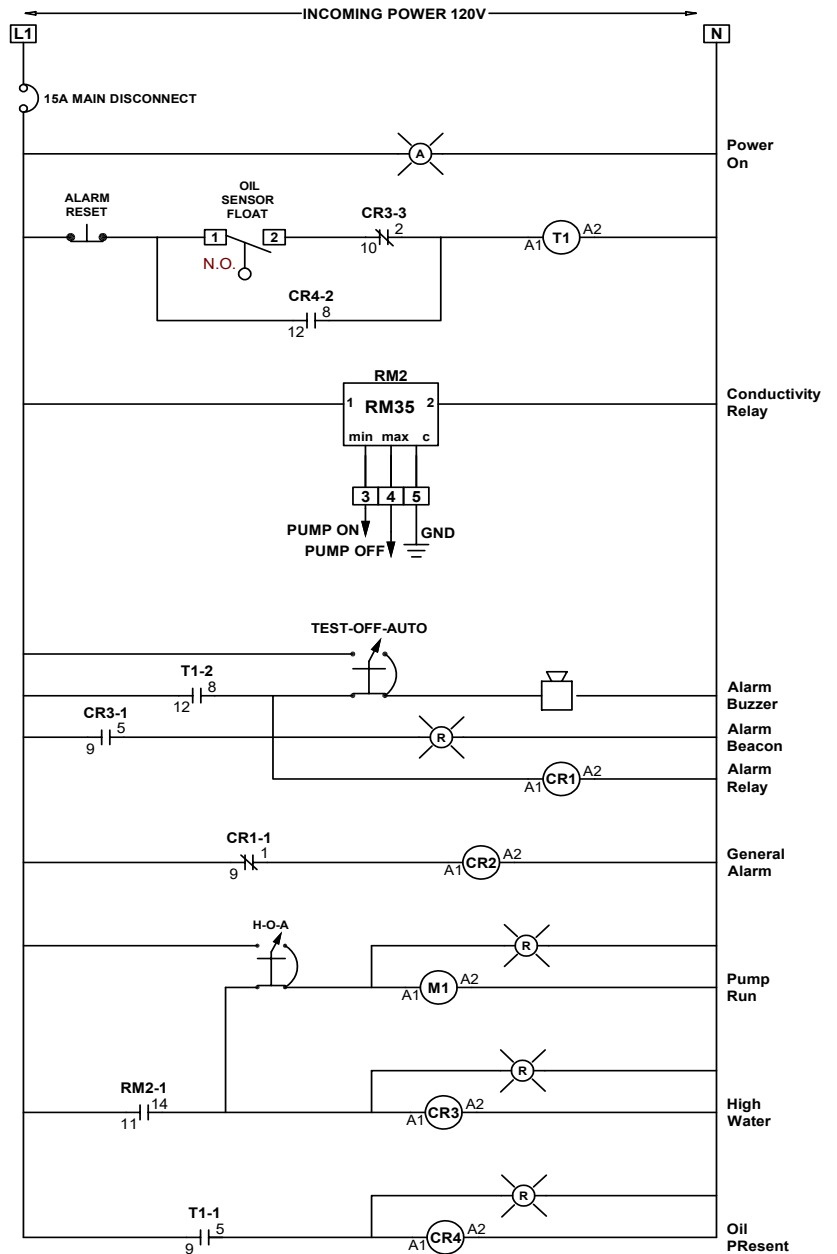 INCOMING POWER 120V
L1
N
15A MAIN DISCONNECT
A
Power
On
ALARM
RESET
OIL
SENSOR
FLOAT
1
2
N.O.
CR3-3
2
10
A1
T1
A2
CR4-2
8
12
RM2
1 RM35 2
min max c
Conductivity
Relay
3 4 5
PUMP ON
PUMP OFF
GND
TEST-OFF-AUTO
T1-2
8
12
Alarm
Buzzer
CR3-1
5
9
R
Alarm
Beacon
A1
CR1
A2
Alarm
Relay
CR1-1
1
9
A1
CR2
A2
General
Alarm
H-O-A
R
A1
M1
A2
Pump
Run
RM2-1
14
11
R
A1
CR3
A2
High
Water
T1-1
5
9
R
A1
CR4
A2
Oil
PResent